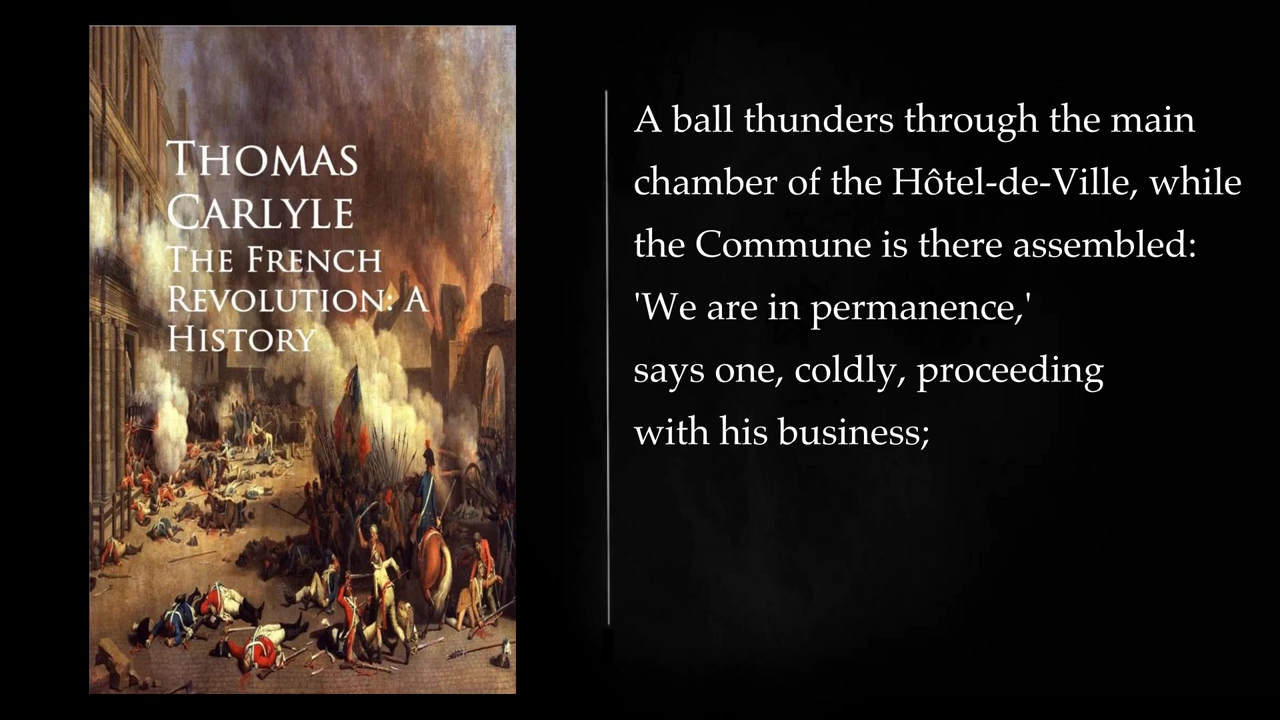 THOMAS
CARLYLE
THE FRENCH
REVOLUTION: A
HISTORY
A ball thunders through the main
chamber of the Hôtel-de-Ville, while
the Commune is there assembled:
'We are in permanence,'
says one, coldly, proceeding
with his business;